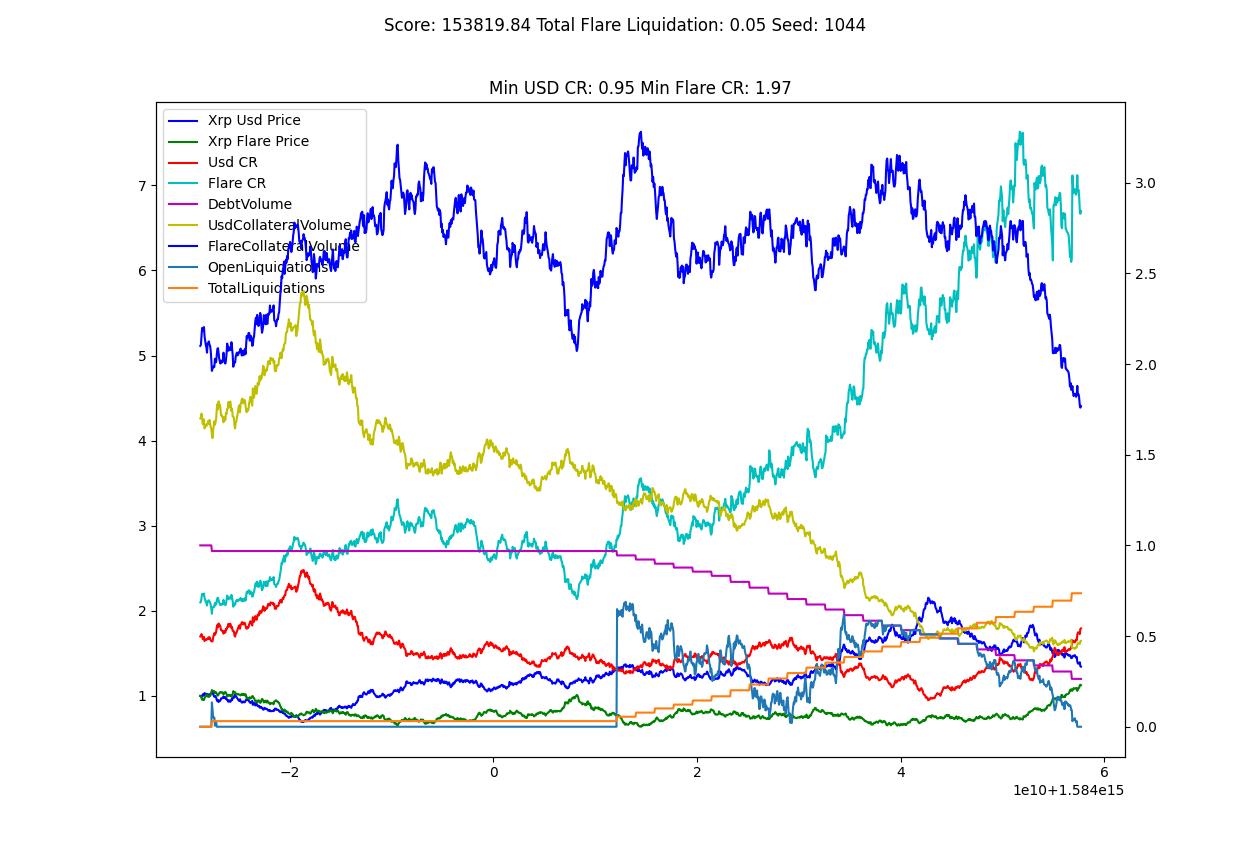 Score: 153819.84 Total Flare Liquidation: 0.05 Seed: 1044
Min USD CR: 0.95 Min Flare CR: 1.97
Xrp Usd Price
Xrp Flare Price
Usd CR
Flare CR
DebtVolume
UsdCollateralVolume
FlareCollateralVolume
OpenLiquidations
TotalLiquidations
7
6
5
4
3
2
1
3.0
2.5
2.0
1.5
1.0
0.5
0.0
−2 0 2 4 6
1e10+1.584e15